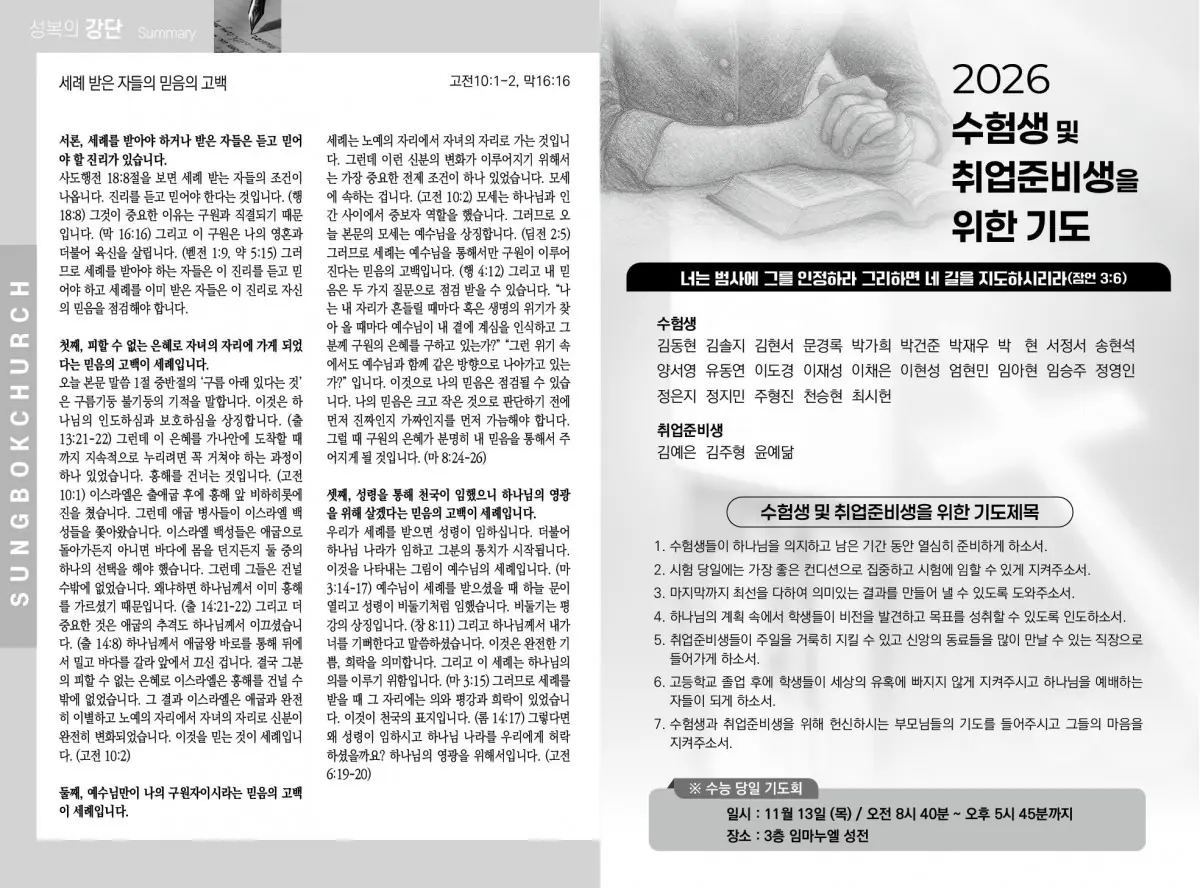 성복의 강단 Summary
SUNGBOKCHURCH
세례 받은 자들의 믿음의 고백
고전10:1-2, 막16:16
서론, 세례를 받아야 하거나 받은 자들은 듣고 믿어
야 할 진리가 있습니다.
사도행전 18:8절을 보면 세례 받는 자들의 조건이
나옵니다. 진리를 듣고 믿어야 한다는 것입니다. (행
18:8) 그것이 중요한 이유는 구원과 직결되기 때문
입니다. (막 16:16) 그리고 이 구원은 나의 영혼과
더불어 육신을 살립니다. (벧전 1:9, 약 5:15) 그러
므로 세례를 받아야 하는 자들은 이 진리를 듣고 믿
어야 하고 세례를 이미 받은 자들은 이 진리로 자신
의 믿음을 점검해야 합니다.
첫째, 피할 수 없는 은혜로 자녀의 자리에 가게 되었
다는 믿음의 고백이 세례입니다.
오늘 본문 말씀 1절 중반절의 ‘구름 아래 있다는 것’
은 구름기둥 불기둥의 기적을 말합니다. 이것은 하
나님의 인도하심과 보호하심을 상징합니다. (출
13:21-22) 그런데 이 은혜를 가나안에 도착할 때
까지 지속적으로 누리려면 꼭 거쳐야 하는 과정이
하나 있었습니다. 홍해를 건너는 것입니다. (고전
10:1) 이스라엘은 출애굽 후에 홍해 앞 비하히롯에
진을 쳤습니다. 그런데 애굽 병사들이 이스라엘 백
성들을 쫓아왔습니다. 이스라엘 백성들은 애굽으로
돌아가든지 아니면 바다에 몸을 던지든지 둘 중의
하나의 선택을 해야 했습니다. 그런데 그들은 건널
수밖에 없었습니다. 왜냐하면 하나님께서 이미 홍해
를 가르셨기 때문입니다. (출 14:21-22) 그리고 더
중요한 것은 애굽의 추격도 하나님께서 이끄셨습니
다. (출 14:8) 하나님께서 애굽왕 바로를 통해 뒤에
서 밀고 바다를 갈라 앞에서 끄신 겁니다. 결국 그분
의 피할 수 없는 은혜로 이스라엘은 홍해를 건널 수
밖에 없었습니다. 그 결과 이스라엘은 애굽과 완전
히 이별하고 노예의 자리에서 자녀의 자리로 신분이
완전히 변화되었습니다. 이것을 믿는 것이 세례입니
다. (고전 10:2)
둘째, 예수님만이 나의 구원자이시라는 믿음의 고백
이 세례입니다.
세례는 노예의 자리에서 자녀의 자리로 가는 것입니
다. 그런데 이런 신분의 변화가 이루어지기 위해서
는 가장 중요한 전제 조건이 하나 있었습니다. 모세
에 속하는 겁니다. (고전 10:2) 모세는 하나님과 인
간 사이에서 중보자 역할을 했습니다. 그러므로 오
늘 본문의 모세는 예수님을 상징합니다. (딤전 2:5)
그러므로 세례는 예수님을 통해서만 구원이 이루어
진다는 믿음의 고백입니다. (행 4:12) 그리고 내 믿
음은 두 가지 질문으로 점검 받을 수 있습니다. “나
는 내 자리가 흔들릴 때마다 혹은 생명의 위기가 찾
아 올 때마다 예수님이 내 곁에 계심을 인식하고 그
분께 구원의 은혜를 구하고 있는가?” “그런 위기 속
에서도 예수님과 함께 같은 방향으로 나아가고 있는
가?” 입니다. 이것으로 나의 믿음은 점검될 수 있습
니다. 나의 믿음은 크고 작은 것으로 판단하기 전에
먼저 진짜인지 가짜인지를 먼저 가늠해야 합니다.
그럴 때 구원의 은혜가 분명히 내 믿음을 통해서 주
어지게 될 것입니다. (마 8:24-26)
셋째, 성령을 통해 천국이 임했으니 하나님의 영광
을 위해 살겠다는 믿음의 고백이 세례입니다.
우리가 세례를 받으면 성령이 임하십니다. 더불어
하나님 나라가 임하고 그분의 통치가 시작됩니다.
이것을 나타내는 그림이 예수님의 세례입니다. (마
3:14-17) 예수님이 세례를 받으셨을 때 하늘 문이
열리고 성령이 비둘기처럼 임했습니다. 비둘기는 평
강의 상징입니다. (창 8:11) 그리고 하나님께서 내가
너를 기뻐한다고 말씀하셨습니다. 이것은 완전한 기
쁨, 희락을 의미합니다. 그리고 이 세례는 하나님의
의를 이루기 위함입니다. (마 3:15) 그러므로 세례를
받을 때 그 자리에는 의와 평강과 희락이 있었습니
다. 이것이 천국의 표지입니다. (롬 14:17) 그렇다면
왜 성령이 임하시고 하나님 나라를 우리에게 허락
하셨을까요? 하나님의 영광을 위해서입니다. (고전
6:19-20)
2026
수험생 및
취업준비생을
위한 기도
너는 범사에 그를 인정하라 그리하면 네 길을 지도하시리라(잠언 3:6)
수험생
김동현 김솔지 김현서 문경록 박가희 박건준 박재우 박 현 서정서 송현석
양서영 유동연 이도경 이재성 이채은 이현성 엄현민 임아현 임승주 정영인
정은지 정지민 주형진 천승현 최시헌
취업준비생
김예은 김주형 윤예닮
수험생 및 취업준비생을 위한 기도제목
1. 수험생들이 하나님을 의지하고 남은 기간 동안 열심히 준비하게 하소서.
2. 시험 당일에는 가장 좋은 컨디션으로 집중하고 시험에 임할 수 있게 지켜주소서.
3. 마지막까지 최선을 다하여 의미있는 결과를 만들어 낼 수 있도록 도와주소서.
4. 하나님의 계획 속에서 학생들이 비전을 발견하고 목표를 성취할 수 있도록 인도하소서.
5. 취업준비생들이 주일을 거룩히 지킬 수 있고 신앙의 동료들을 많이 만날 수 있는 직장으로
들어가게 하소서.
6. 고등학교 졸업 후에 학생들이 세상의 유혹에 빠지지 않게 지켜주시고 하나님을 예배하는
자들이 되게 하소서.
7. 수험생과 취업준비생을 위해 헌신하시는 부모님들의 기도를 들어주시고 그들의 마음을
지켜주소서.
※ 수능 당일 기도회
일시 : 11월 13일 (목) / 오전 8시 40분 ~ 오후 5시 45분까지
장소 : 3층 임마누엘 성전